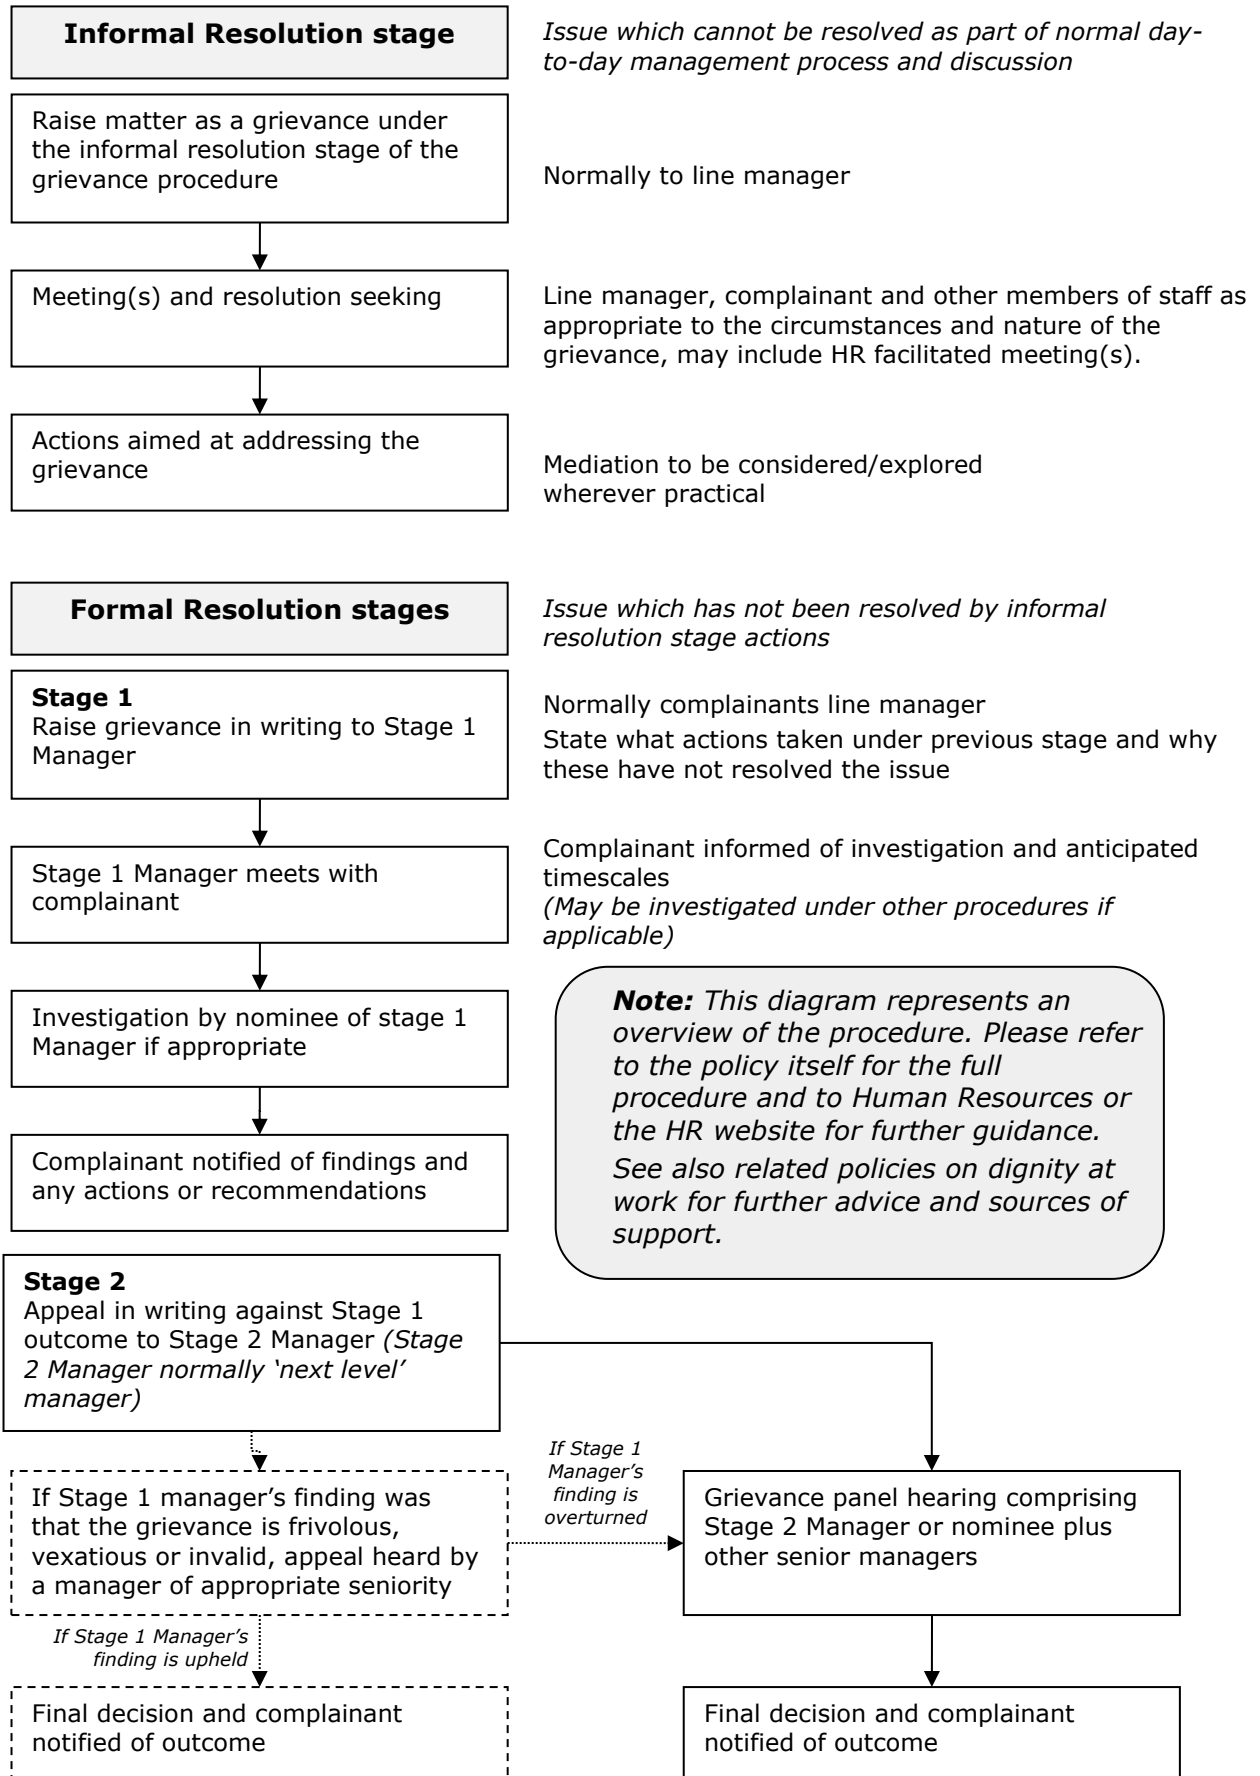 Informal Resolution stage
Issue which cannot be resolved as part of normal day-
to-day management process and discussion
Raise matter as a grievance under
the informal resolution stage of the
grievance procedure
Normally to line manager
Meeting(s) and resolution seeking
Line manager, complainant and other members of staff as
appropriate to the circumstances and nature of the
grievance, may include HR facilitated meeting(s).
Actions aimed at addressing the
grievance
Mediation to be considered/explored
wherever practical
Formal Resolution stages
Issue which has not been resolved by informal
resolution stage actions
Stage 1
Raise grievance in writing to Stage 1
Manager
Normally complainants line manager
State what actions taken under previous stage and why
these have not resolved the issue
Stage 1 Manager meets with
complainant
Complainant informed of investigation and anticipated
timescales
(May be investigated under other procedures if
applicable)
Investigation by nominee of stage 1
Manager if appropriate
Note: This diagram represents an
overview of the procedure. Please refer
to the policy itself for the full
procedure and to Human Resources or
the HR website for further guidance.
See also related policies on dignity at
work for further advice and sources of
support.
Complainant notified of findings and
any actions or recommendations
Stage 2
Appeal in writing against Stage 1
outcome to Stage 2 Manager (Stage
2 Manager normally ‘next level’
manager)
If Stage 1 manager’s finding was
that the grievance is frivolous,
vexatious or invalid, appeal heard by
a manager of appropriate seniority
If Stage 1
Manager’s
finding is
overturned
Grievance panel hearing comprising
Stage 2 Manager or nominee plus
other senior managers
If Stage 1 Manager’s
finding is upheld
Final decision and complainant
notified of outcome
Final decision and complainant
notified of outcome